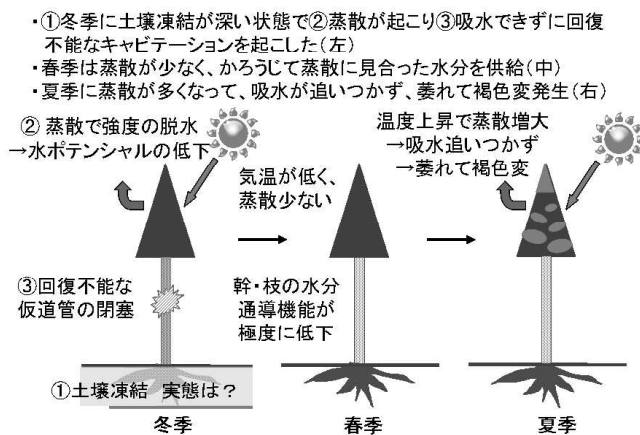 ・①冬季に土壌凍結が深い状態で②蒸散が起こり③吸水できずに回復
不能なキャビテーションを起こした(左)
・春季は蒸散が少なく、かろうじて蒸散に見合った水分を供給(中)
・夏季に蒸散が多くなって、吸水が追いつかず、萎れて褐色変発生(右)
② 蒸散で強度の脱水
→水ポテンシャルの低下
気温が低く、
蒸散少ない
温度上昇で蒸散増大
→吸水追いつかず
→萎れて褐色変
③回復不能な
仮道管の閉塞
幹・枝の水分
通導機能が
極度に低下
①土壌凍結 実態は?
冬季
春季
夏季